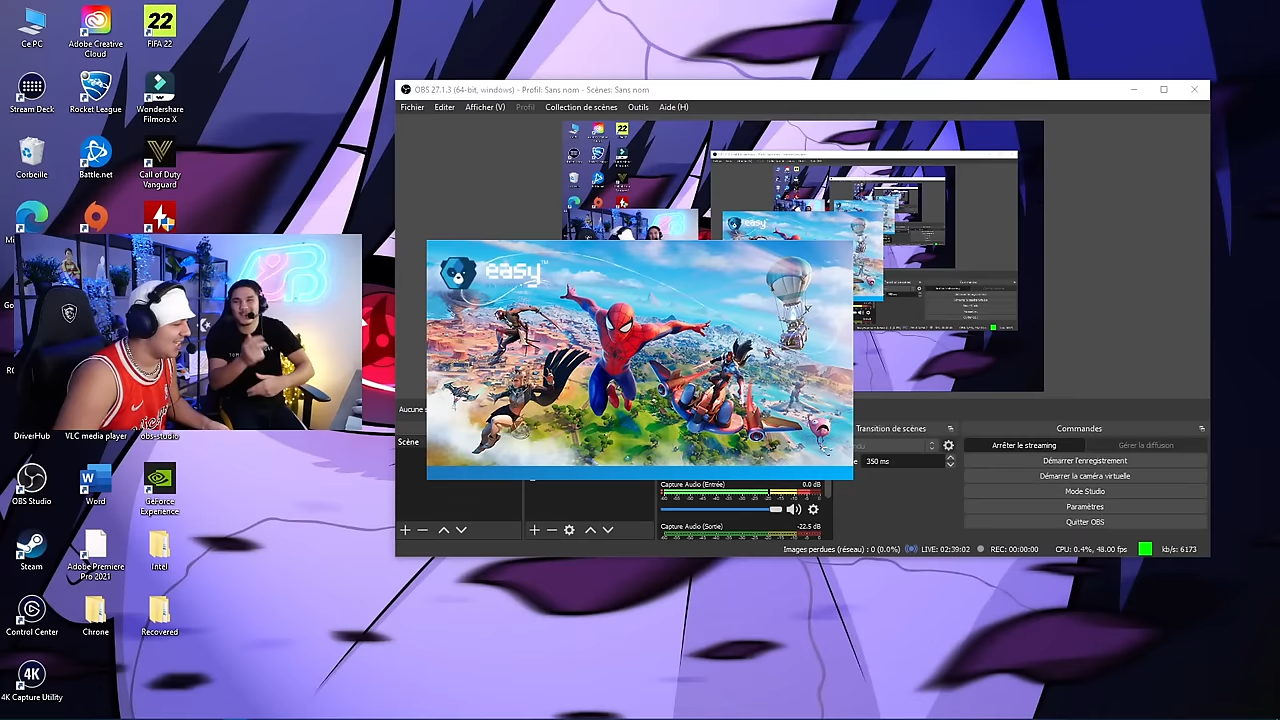 Ce PC
Adobe Creative
Cloud
22
FIFA 22
Stream Deck
Rocket League
Wondershare
Filmora X
Corbeille
Battle.net
Call of Duty
Vanguard
DriverHub
VLC media player
obs-studio
OBS Studio
Word
GeForce
Experience
Steam
Adobe Premiere
Pro 2021
Intel
Control Center
Chrome
Recovered
4K
4K Capture Utility
OBS 27.1.3 (64-bit, windows) - Profil: Sans nom - Scènes: Sans nom
Fichier Editer Afficher (V) Profil Collection de scènes Outils Aide (H)
easy™
Aucune
Scène
Transition de scènes
350 ms
Capture Audio (Entrée) 0.0 dB
Capture Audio (Sortie) -22.5 dB
Commandes
Arrêter le streaming Gérer la diffusion
Démarrer l'enregistrement
Démarrer la caméra virtuelle
Mode Studio
Paramètres
Quitter OBS
Images perdues (réseau) : 0 (0.0%) LIVE: 02:39:02 REC: 00:00:00 CPU: 0.4%, 48.00 fps kb/s: 6173